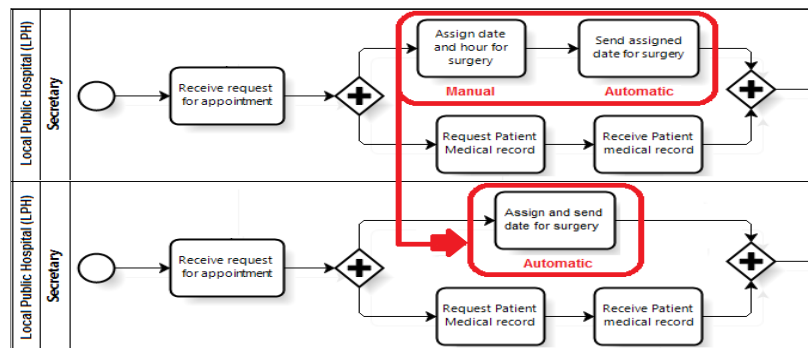 Local Public Hospital (LPH)
Secretary
Receive request
for appointment
Assign date
and hour for
surgery
Send assigned
date for surgery
Manual
Automatic
Request Patient
Medical record
Receive Patient
medical record
Local Public Hospital (LPH)
Secretary
Receive request
for appointment
Assign and send
date for surgery
Automatic
Request Patient
Medical record
Receive Patient
medical record